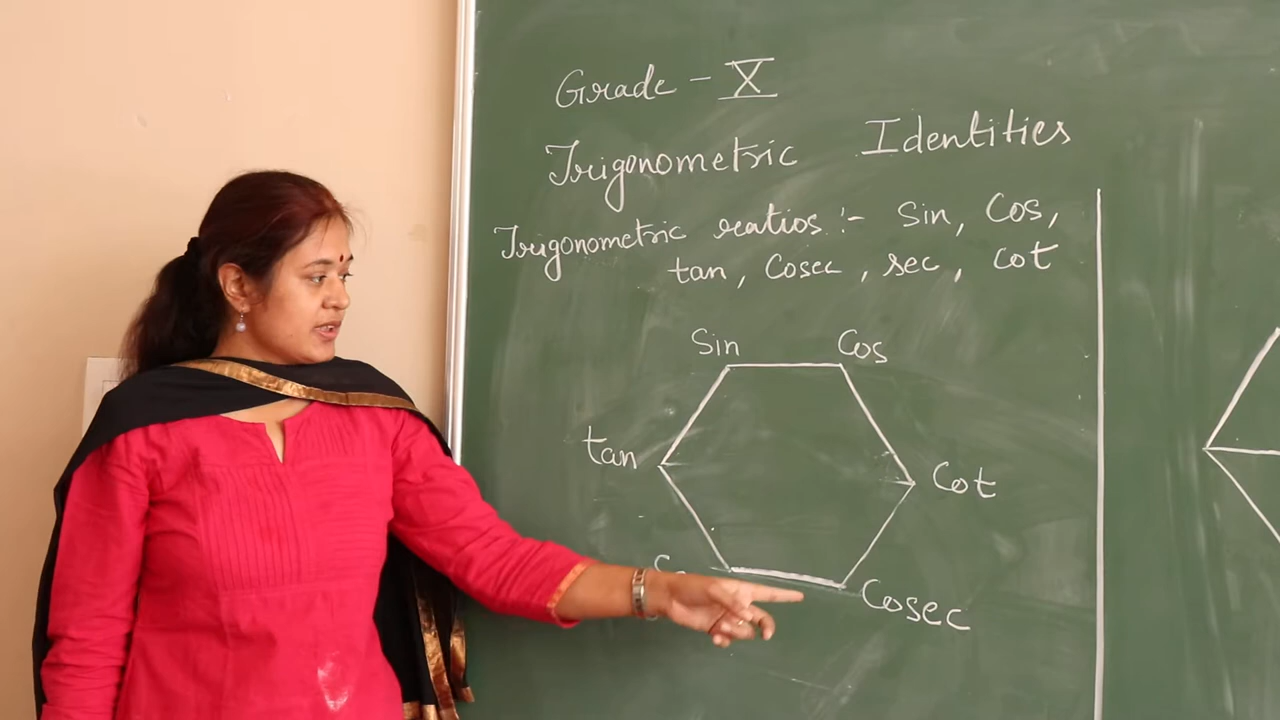 Grade - X
Trigonometric Identities
Trigonometric ratios :- Sin, Cos,
tan, Cosec, sec, cot
Sin Cos
tan Cot
Cosec